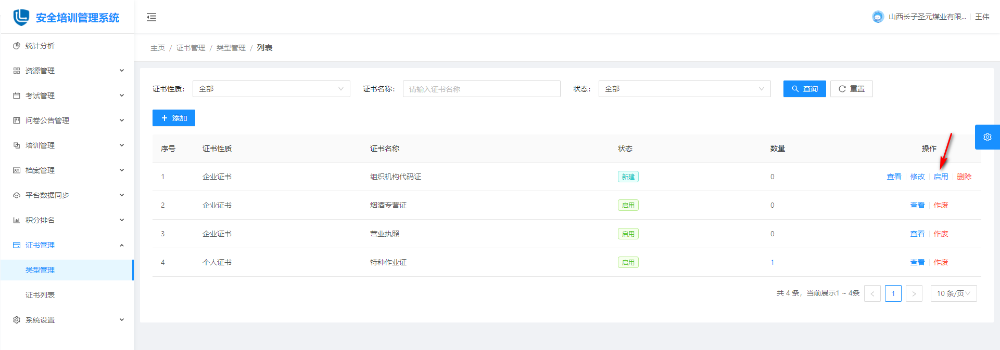 安全培训管理系统
山西长子圣元煤业有限... 王伟
统计分析
资源管理
考试管理
问卷公告管理
培训管理
档案管理
平台数据同步
积分排名
证书管理
类型管理
证书列表
系统设置
主页 / 证书管理 / 类型管理 / 列表
证书性质： 全部 证书名称： 请输入证书名称 状态： 全部 查询 重置
添加
序号 证书性质 证书名称 状态 数量 操作
1 企业证书 组织机构代码证 新建 0 查看 修改 启用 删除
2 企业证书 烟酒专营证 启用 0 查看 作废
3 企业证书 营业执照 启用 0 查看 作废
4 个人证书 特种作业证 启用 1 查看 作废
共 4 条，当前展示1 ~ 4条 < 1 > 10 条/页